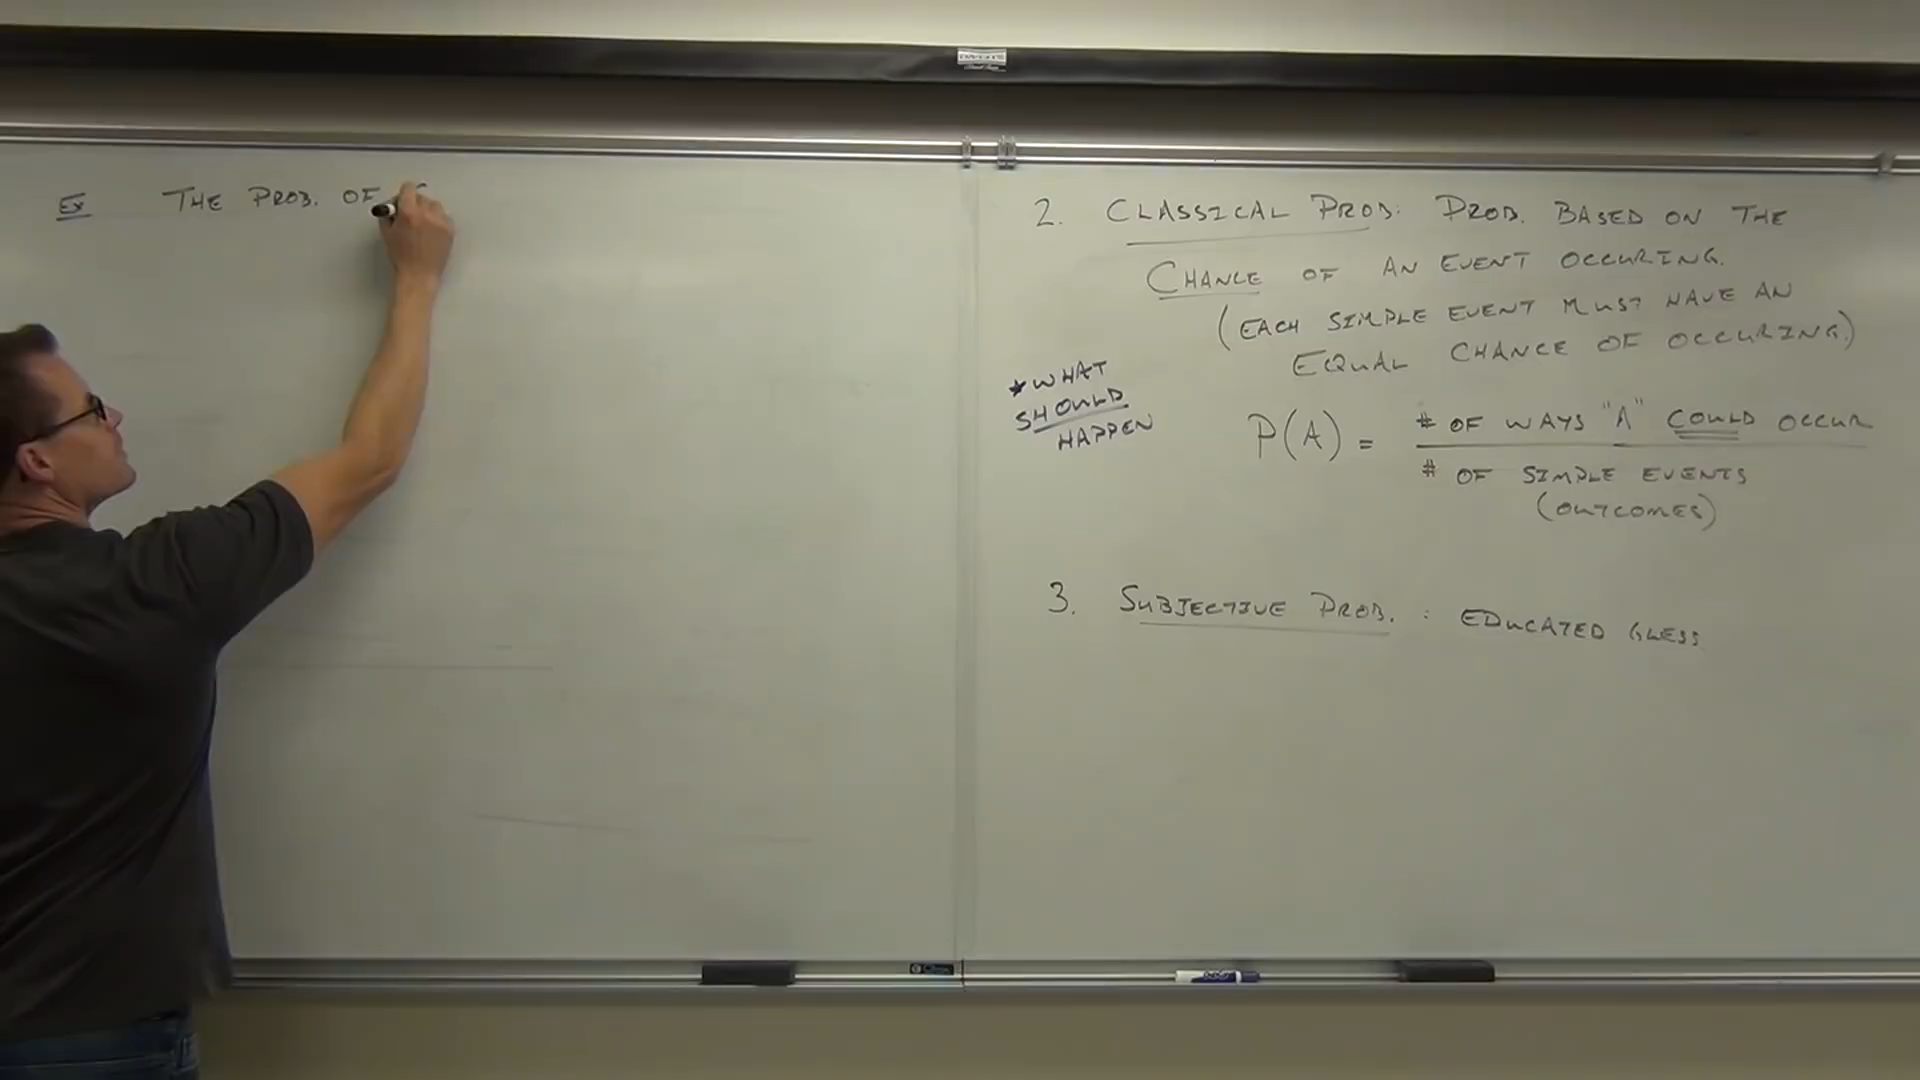 Ex THE PROB. OF
2. CLASSICAL PROB: PROB. BASED ON THE
CHANCE OF AN EVENT OCCURING.
(EACH SIMPLE EVENT MUST HAVE AN
EQUAL CHANCE OF OCCURING.)
*WHAT
SHOULD
HAPPEN
P(A) = # OF WAYS "A" COULD OCCUR
# OF SIMPLE EVENTS
(OUTCOMES)
3. SUBJECTIVE PROB. : EDUCATED GUESS
EXPO